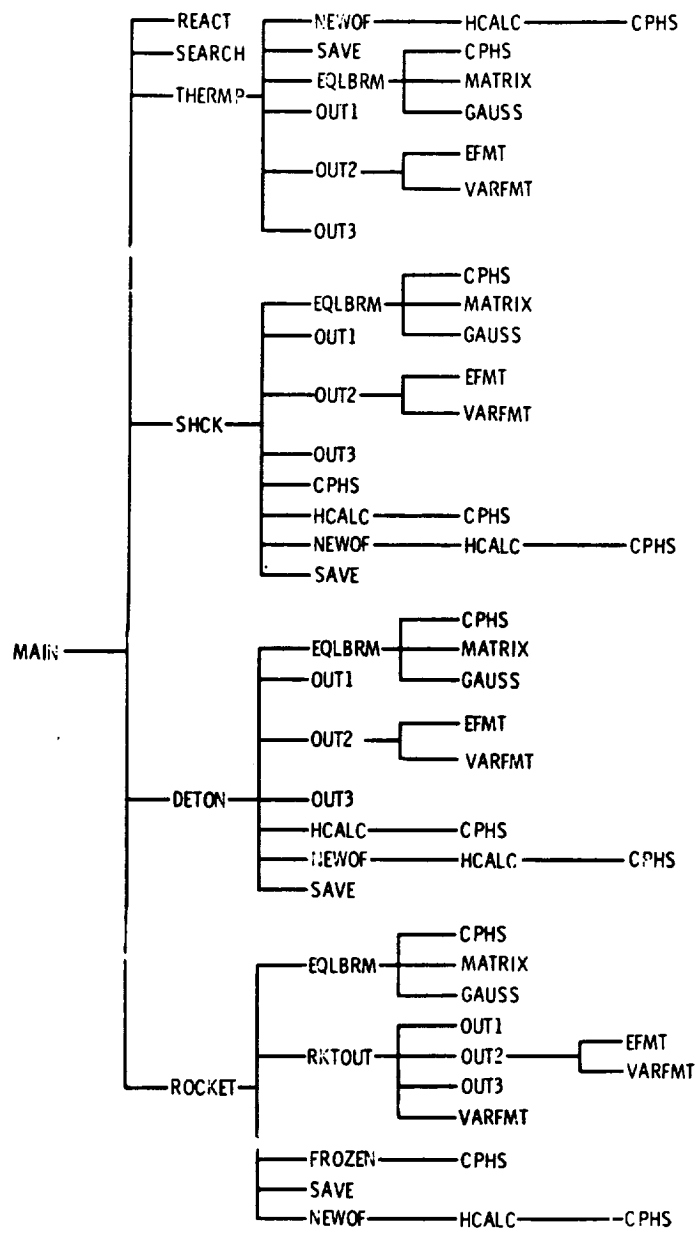 REACT NEWOF HCALC CPHS
SEARCH SAVE CPHS
THERMP EQLBRM MATRIX
OUT1 GAUSS
EFMT
OUT2
VARFMT
OUT3
CPHS
EQLBRM MATRIX
OUT1 GAUSS
EFMT
OUT2
VARFMT
SHCK
OUT3
CPHS
HCALC CPHS
NEWOF HCALC CPHS
SAVE
CPHS
MAIN EQLBRM MATRIX
OUT1 GAUSS
EFMT
OUT2
VARFMT
DETON OUT3
HCALC CPHS
NEWOF HCALC CPHS
SAVE
CPHS
EQLBRM MATRIX
GAUSS
OUT1
EFMT
RKTOUT OUT2
VARFMT
ROCKET OUT3
VARFMT
FROZEN CPHS
SAVE
NEWOF HCALC CPHS